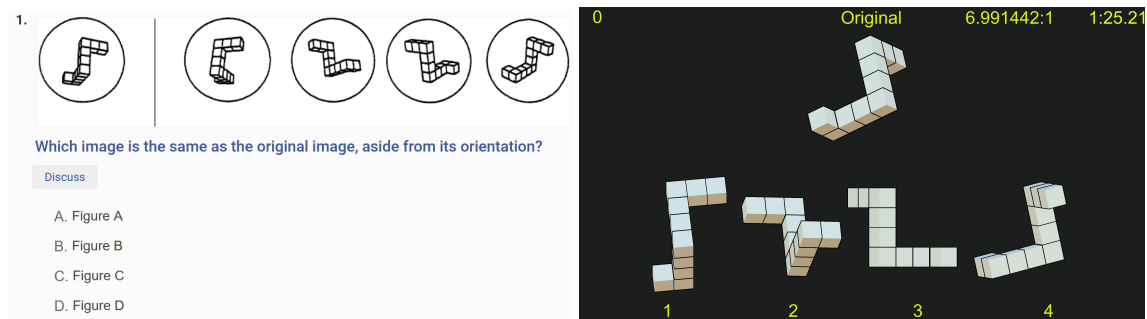 1.
Which image is the same as the original image, aside from its orientation?
Discuss
A. Figure A
B. Figure B
C. Figure C
D. Figure D
0 Original 6.991442:1 1:25.21
1 2 3 4